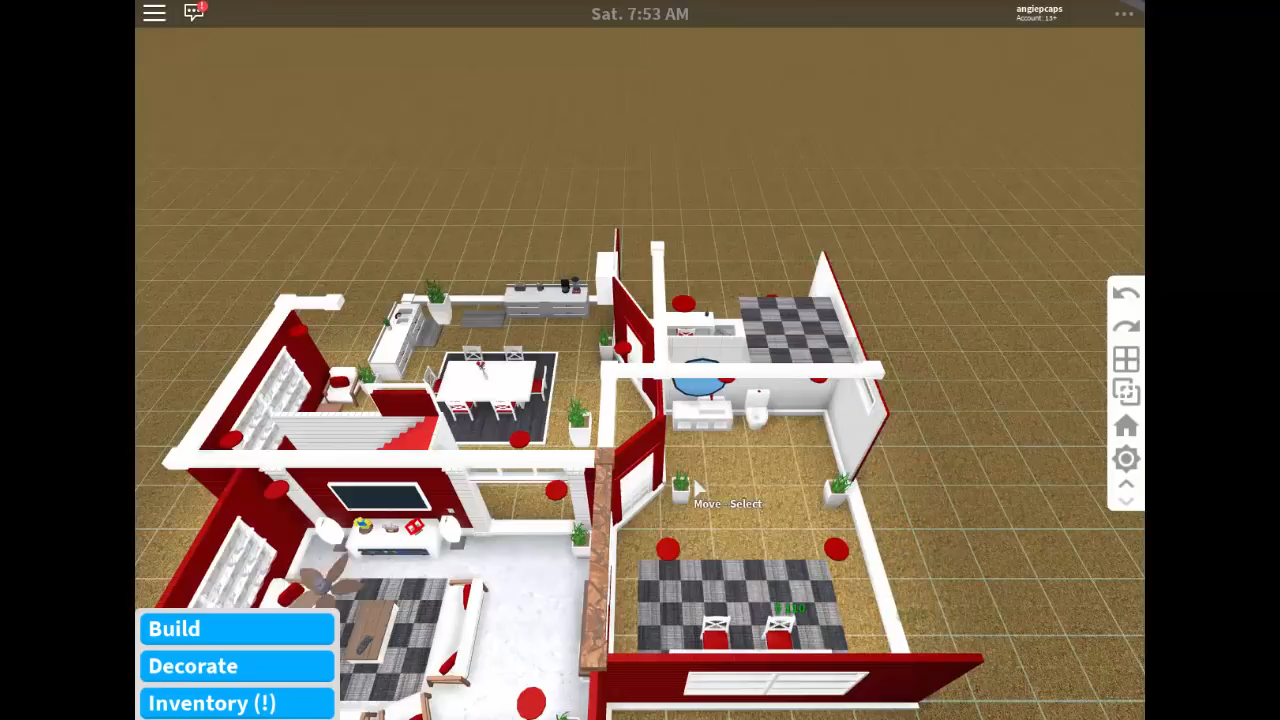 Sat. 7:53 AM
angiepcaps
Account: 13+
Move - Select
Build
Decorate
Inventory (!)